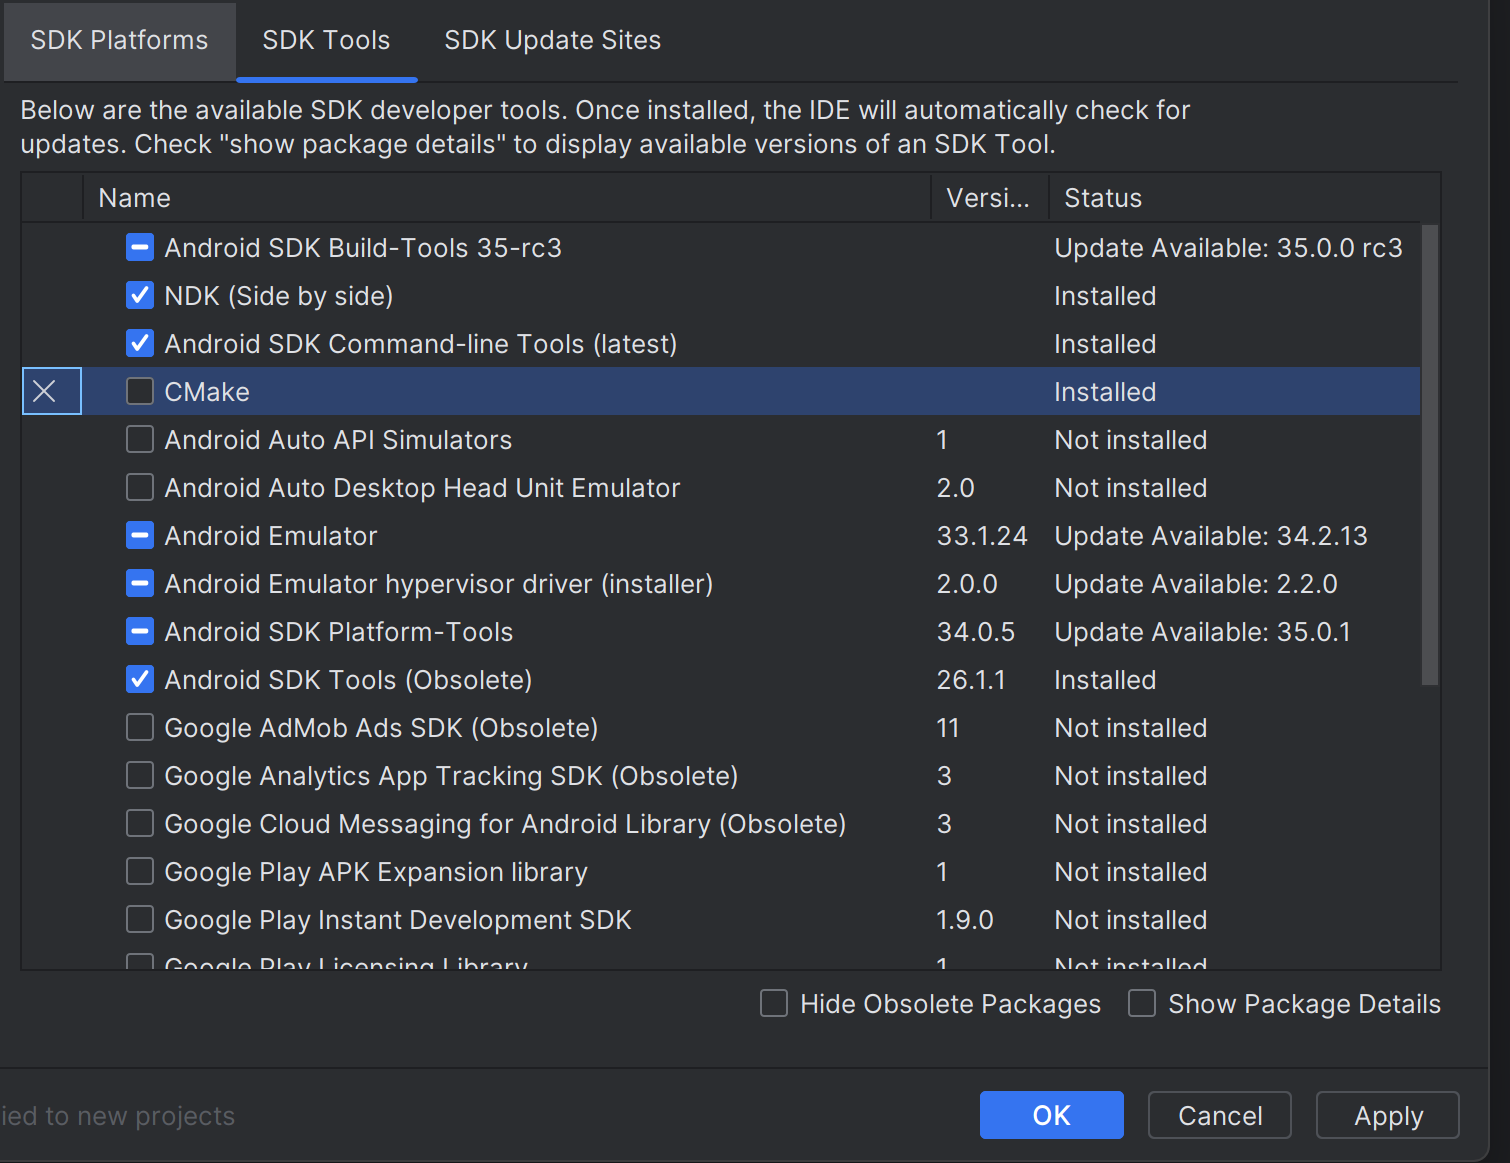 SDK Platforms SDK Tools SDK Update Sites
Below are the available SDK developer tools. Once installed, the IDE will automatically check for
updates. Check "show package details" to display available versions of an SDK Tool.
Name Versi... Status
Android SDK Build-Tools 35-rc3 Update Available: 35.0.0 rc3
NDK (Side by side) Installed
Android SDK Command-line Tools (latest) Installed
CMake Installed
Android Auto API Simulators 1 Not installed
Android Auto Desktop Head Unit Emulator 2.0 Not installed
Android Emulator 33.1.24 Update Available: 34.2.13
Android Emulator hypervisor driver (installer) 2.0.0 Update Available: 2.2.0
Android SDK Platform-Tools 34.0.5 Update Available: 35.0.1
Android SDK Tools (Obsolete) 26.1.1 Installed
Google AdMob Ads SDK (Obsolete) 11 Not installed
Google Analytics App Tracking SDK (Obsolete) 3 Not installed
Google Cloud Messaging for Android Library (Obsolete) 3 Not installed
Google Play APK Expansion library 1 Not installed
Google Play Instant Development SDK 1.9.0 Not installed
Google Play Licensing Library 1 Not installed
Hide Obsolete Packages Show Package Details
ied to new projects OK Cancel Apply